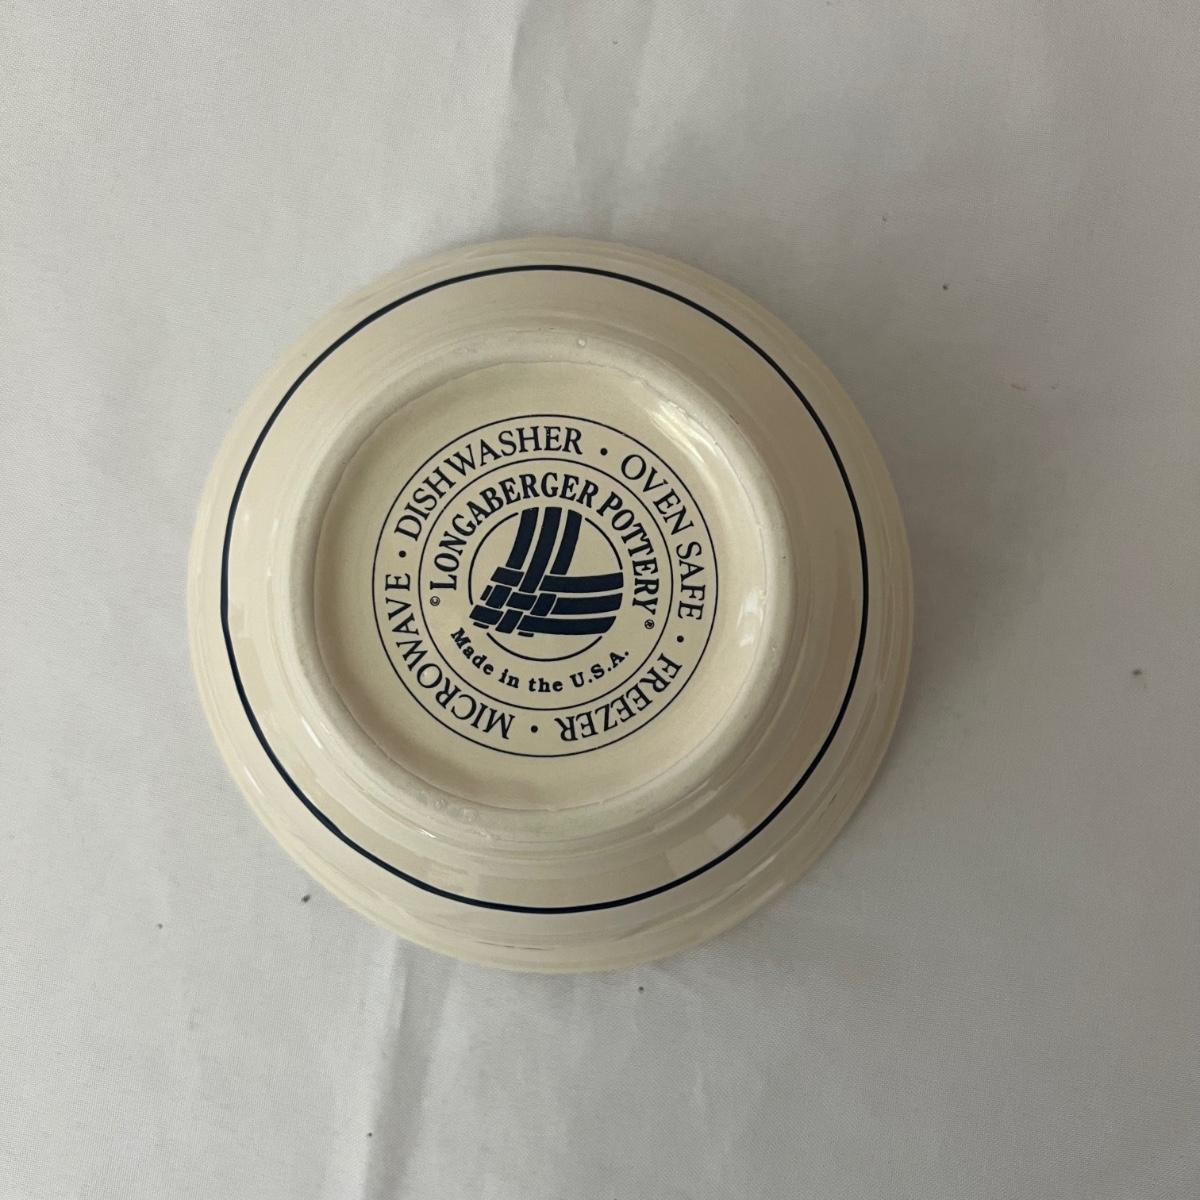 DISHWASHER · OVEN SAFE · FREEZER · MICROWAVE ·
© LONGABERGER POTTERY ®
Made in the U.S.A.